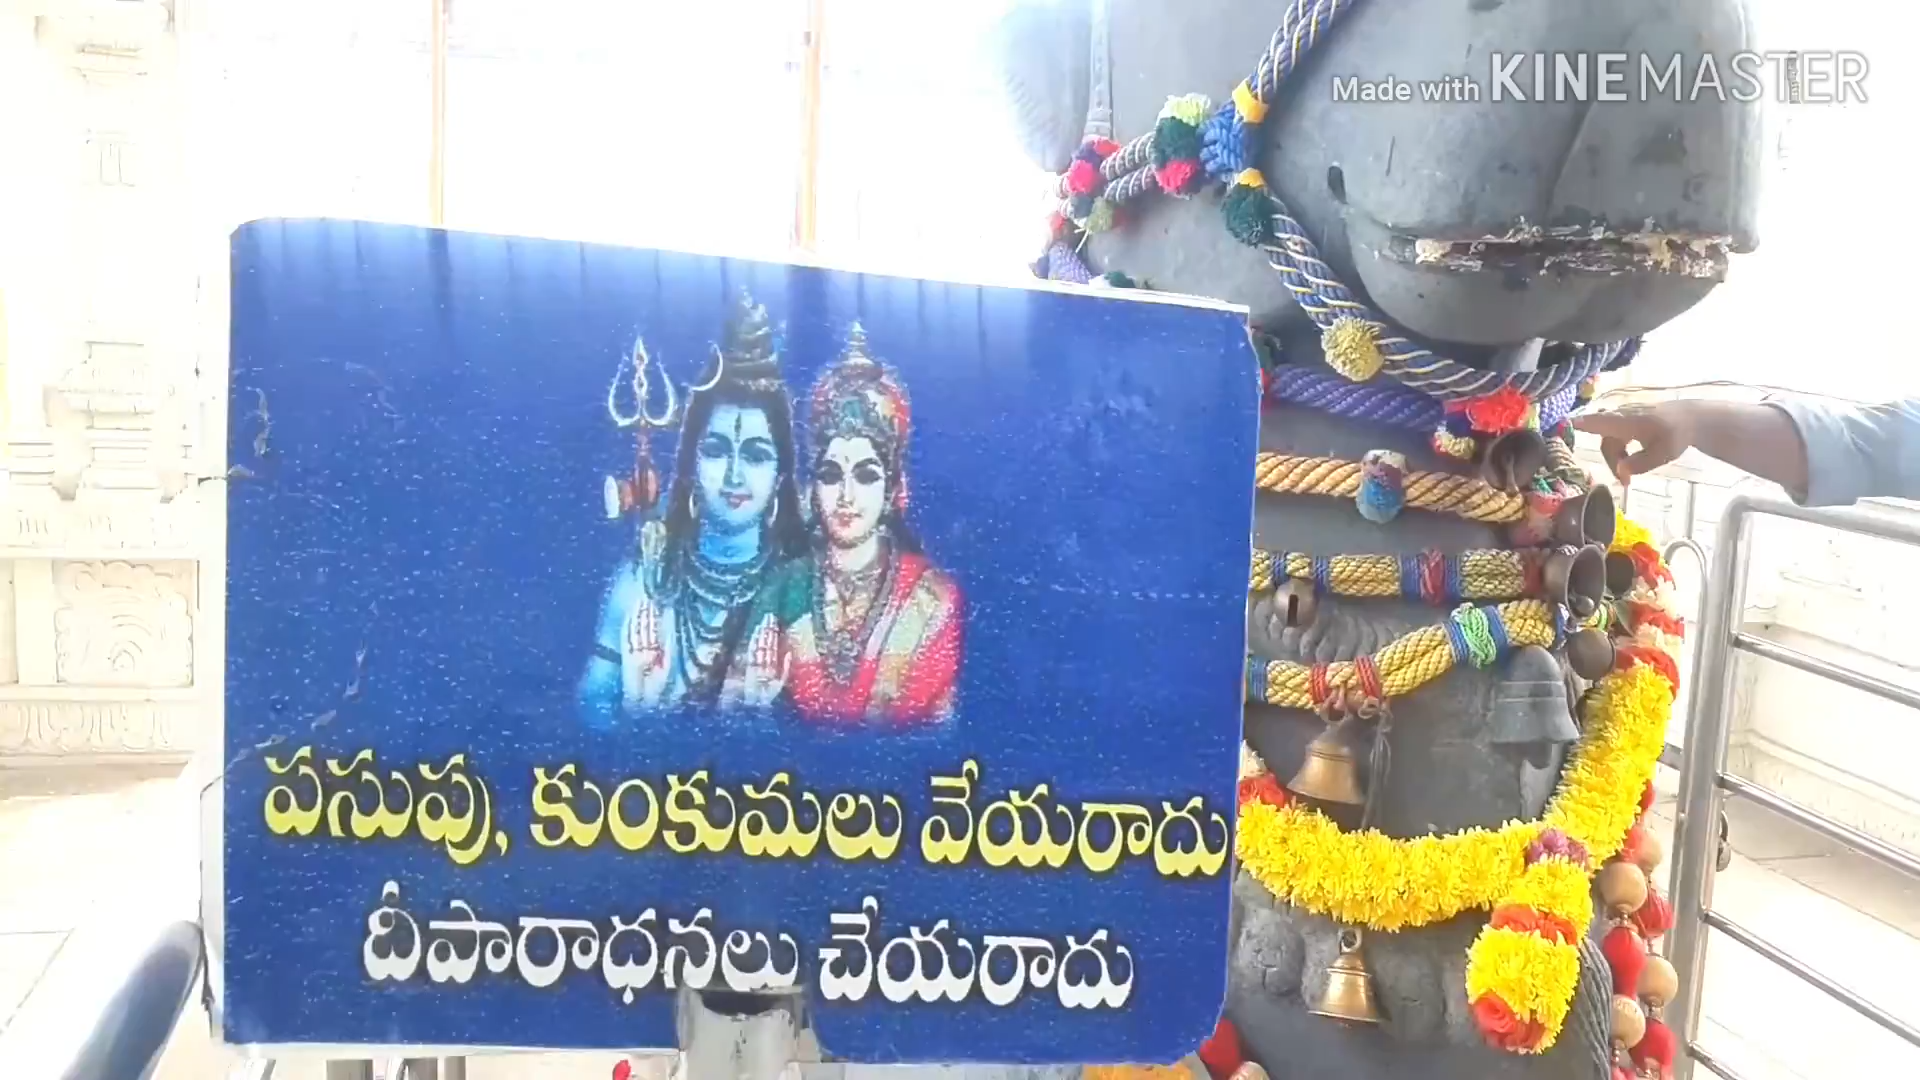 Made with KINEMASTER
పసుపు, కుంకుమలు వేయరాదు
దీపారాధనలు చేయరాదు